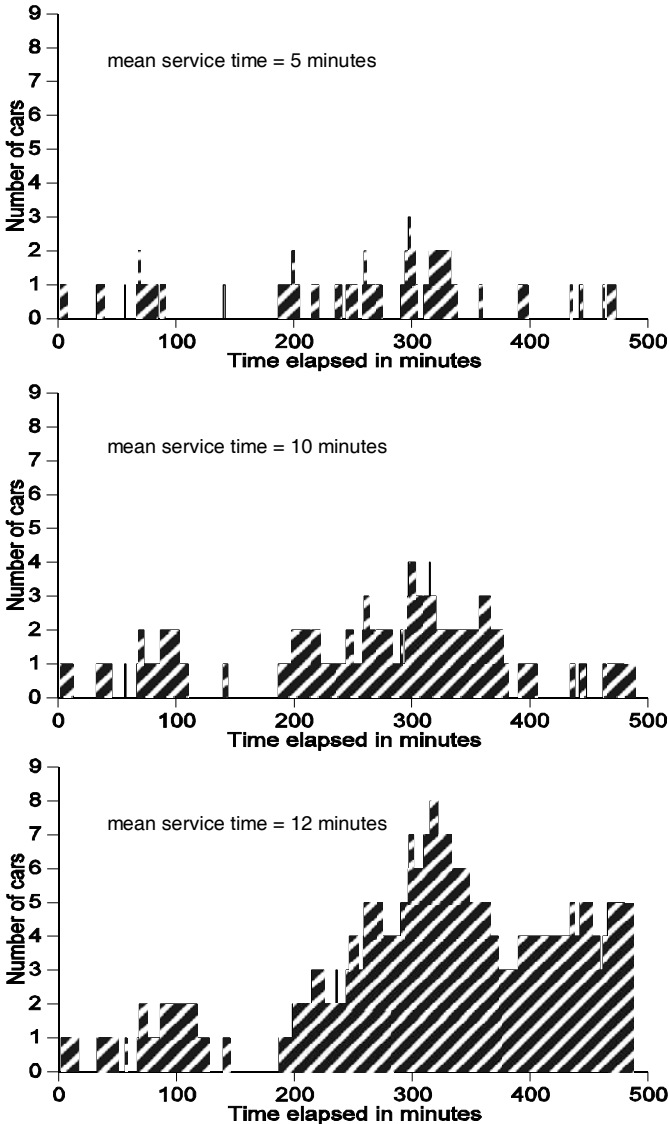 9
8
7
6
5
4
3
2
1
0
Number of cars
mean service time = 5 minutes
0 100 200 300 400 500
Time elapsed in minutes
9
8
7
6
5
4
3
2
1
0
Number of cars
mean service time = 10 minutes
0 100 200 300 400 500
Time elapsed in minutes
9
8
7
6
5
4
3
2
1
0
Number of cars
mean service time = 12 minutes
0 100 200 300 400 500
Time elapsed in minutes